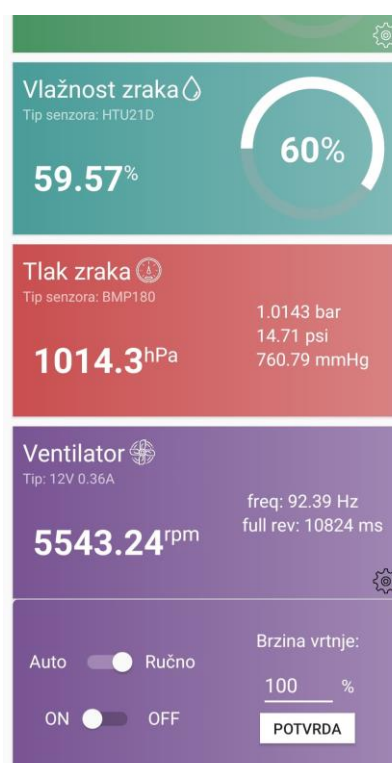 Vlažnost zraka
Tip senzora: HTU21D
59.57%
60%
Tlak zraka
Tip senzora: BMP180
1014.3hPa
1.0143 bar
14.71 psi
760.79 mmHg
Ventilator
Tip: 12V 0.36A
5543.24rpm
freq: 92.39 Hz
full rev: 10824 ms
Auto Ručno
ON OFF
Brzina vrtnje:
100 %
POTVRDA